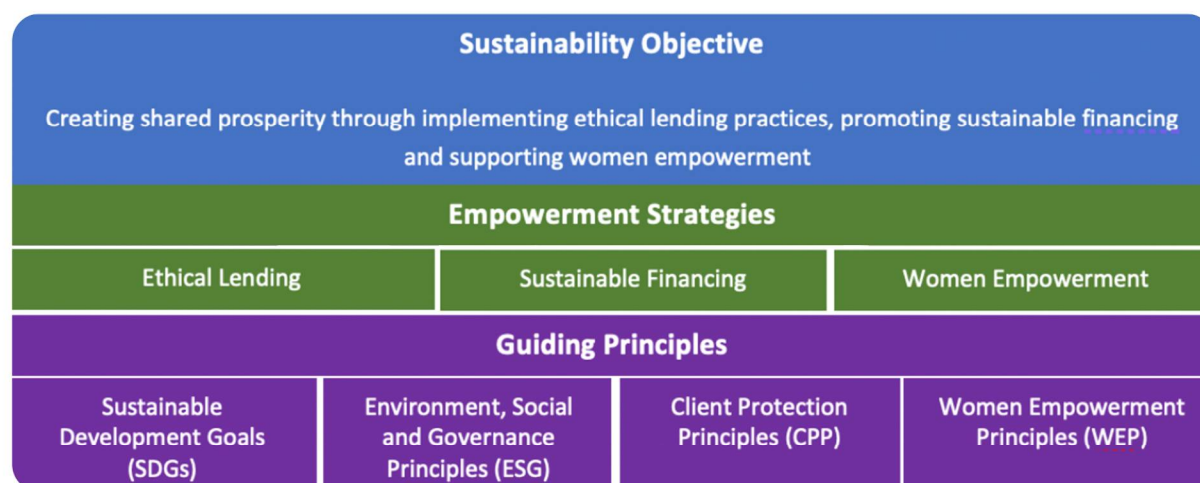 Sustainability Objective
Creating shared prosperity through implementing ethical lending practices, promoting sustainable financing
and supporting women empowerment
Empowerment Strategies
Ethical Lending
Sustainable Financing
Women Empowerment
Guiding Principles
Sustainable
Development Goals
(SDGs)
Environment, Social
and Governance
Principles (ESG)
Client Protection
Principles (CPP)
Women Empowerment
Principles (WEP)